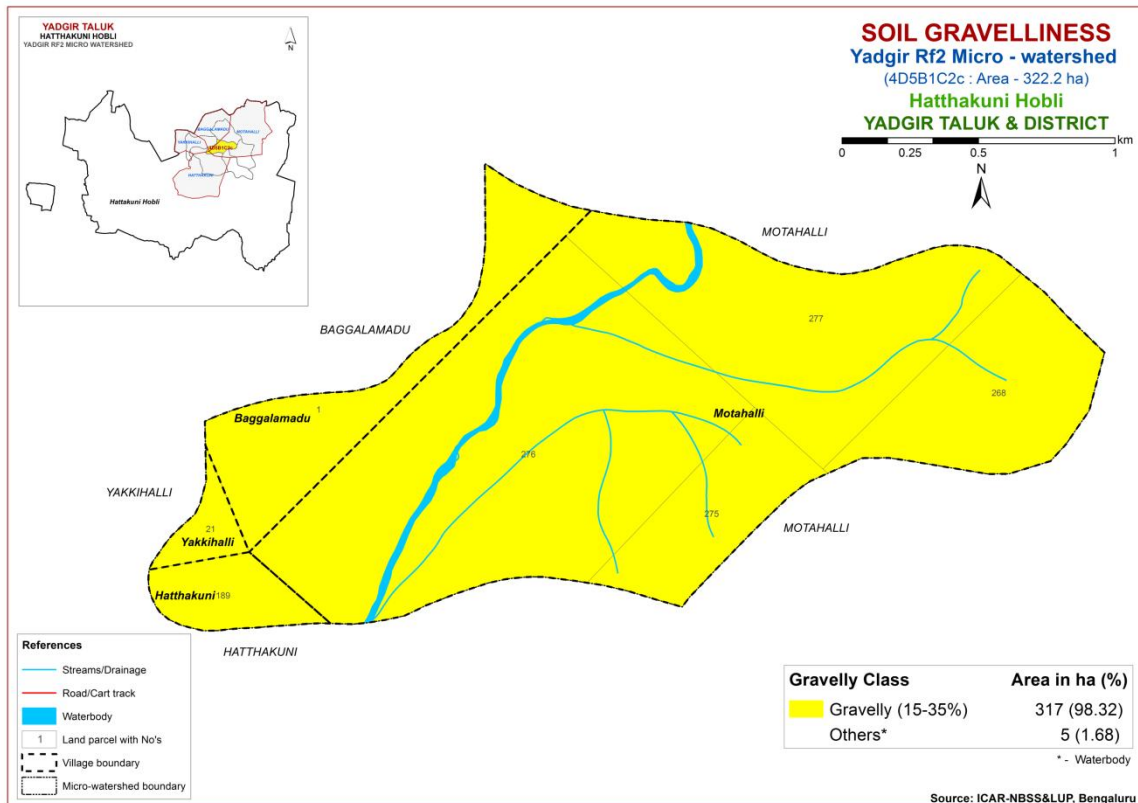 YADGIR TALUK
HATTHAKUNI HOBLI
YADGIR RF2 MICRO WATERSHED
N
BAGGALAMADU
MOTAHALLI
HATTHAKUNI
Hattakuni Hobli
SOIL GRAVELLINESS
Yadgir Rf2 Micro - watershed
(4D5B1C2c : Area - 322.2 ha)
Hatthakuni Hobli
YADGIR TALUK & DISTRICT
km
0 0.25 0.5 1
N
MOTAHALLI
277
BAGGALAMADU
268
1
Baggalamadu
Motahalli
276
YAKKIHALLI
275
MOTAHALLI
21
Yakkihalli
Hatthakuni 189
HATTHAKUNI
References
Streams/Drainage
Road/Cart track
Waterbody
1 Land parcel with No's
Village boundary
Micro-watershed boundary
Gravelly Class Area in ha (%)
Gravelly (15-35%) 317 (98.32)
Others* 5 (1.68)
* - Waterbody
Source: ICAR-NBSS&LUP, Bengaluru